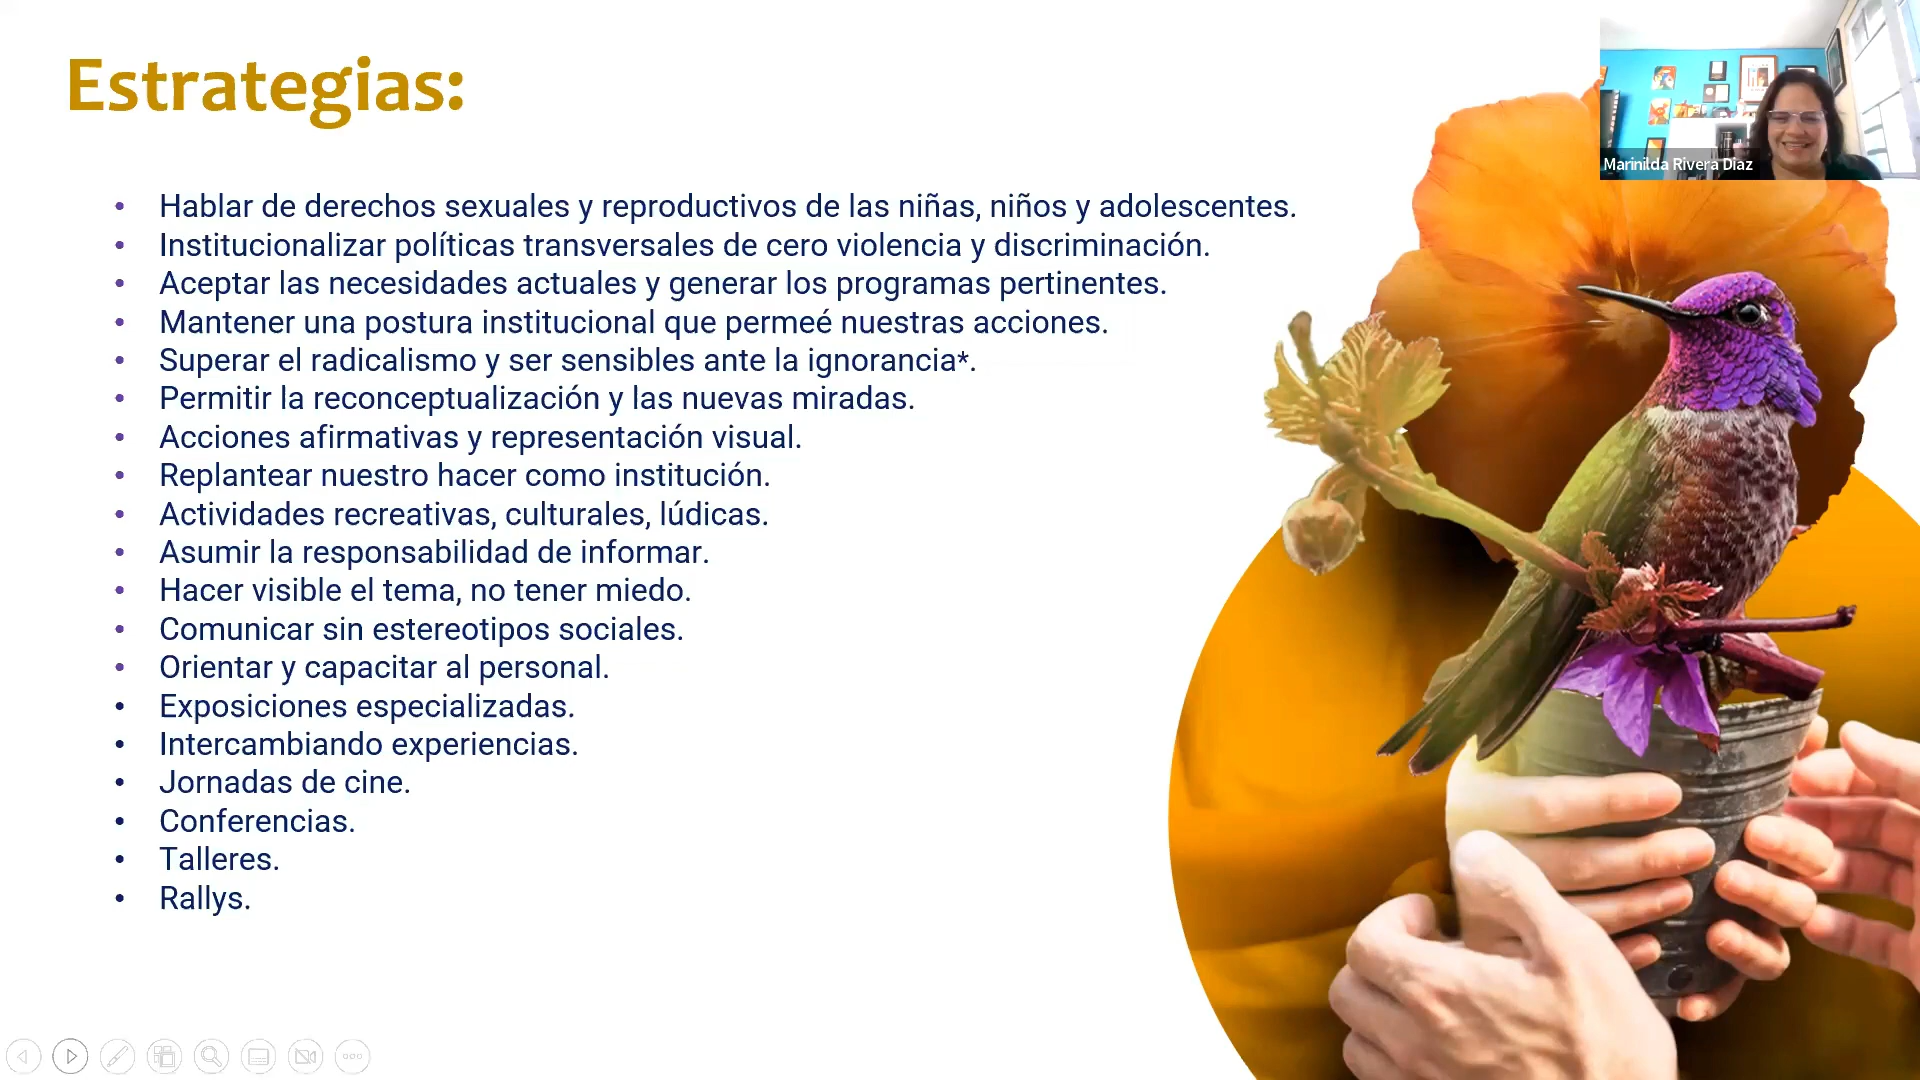 Estrategias:
Marinilda Rivera Diaz
• Hablar de derechos sexuales y reproductivos de las niñas, niños y adolescentes.
• Institucionalizar políticas transversales de cero violencia y discriminación.
• Aceptar las necesidades actuales y generar los programas pertinentes.
• Mantener una postura institucional que permeé nuestras acciones.
• Superar el radicalismo y ser sensibles ante la ignorancia*.
• Permitir la reconceptualización y las nuevas miradas.
• Acciones afirmativas y representación visual.
• Replantear nuestro hacer como institución.
• Actividades recreativas, culturales, lúdicas.
• Asumir la responsabilidad de informar.
• Hacer visible el tema, no tener miedo.
• Comunicar sin estereotipos sociales.
• Orientar y capacitar al personal.
• Exposiciones especializadas.
• Intercambiando experiencias.
• Jornadas de cine.
• Conferencias.
• Talleres.
• Rallys.